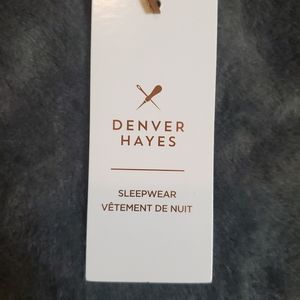 DENVER
HAYES
SLEEPWEAR
VÊTEMENT DE NUIT